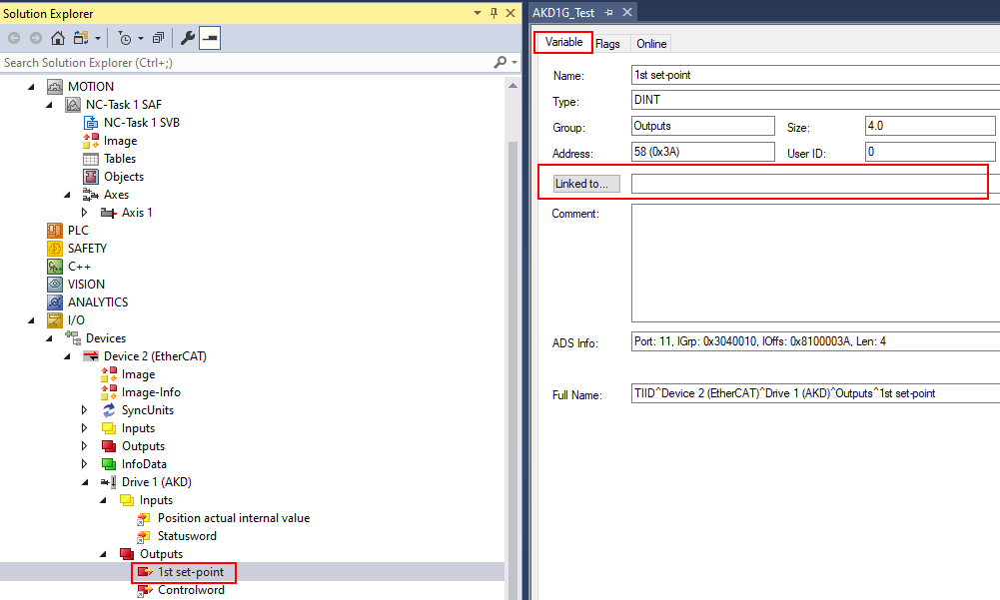 Solution Explorer
Search Solution Explorer (Ctrl+;)
MOTION
NC-Task 1 SAF
NC-Task 1 SVB
Image
Tables
Objects
Axes
Axis 1
PLC
SAFETY
C++
VISION
ANALYTICS
I/O
Devices
Device 2 (EtherCAT)
Image
Image-Info
SyncUnits
Inputs
Outputs
InfoData
Drive 1 (AKD)
Inputs
Position actual internal value
Statusword
Outputs
1st set-point
Controlword
AKD1G_Test
Variable Flags Online
Name: 1st set-point
Type: DINT
Group: Outputs Size: 4.0
Address: 58 (0x3A) User ID: 0
Linked to...
Comment:
ADS Info: Port: 11, IGrp: 0x3040010, IOffs: 0x8100003A, Len: 4
Full Name: TIID^Device 2 (EtherCAT)^Drive 1 (AKD)^Outputs^1st set-point